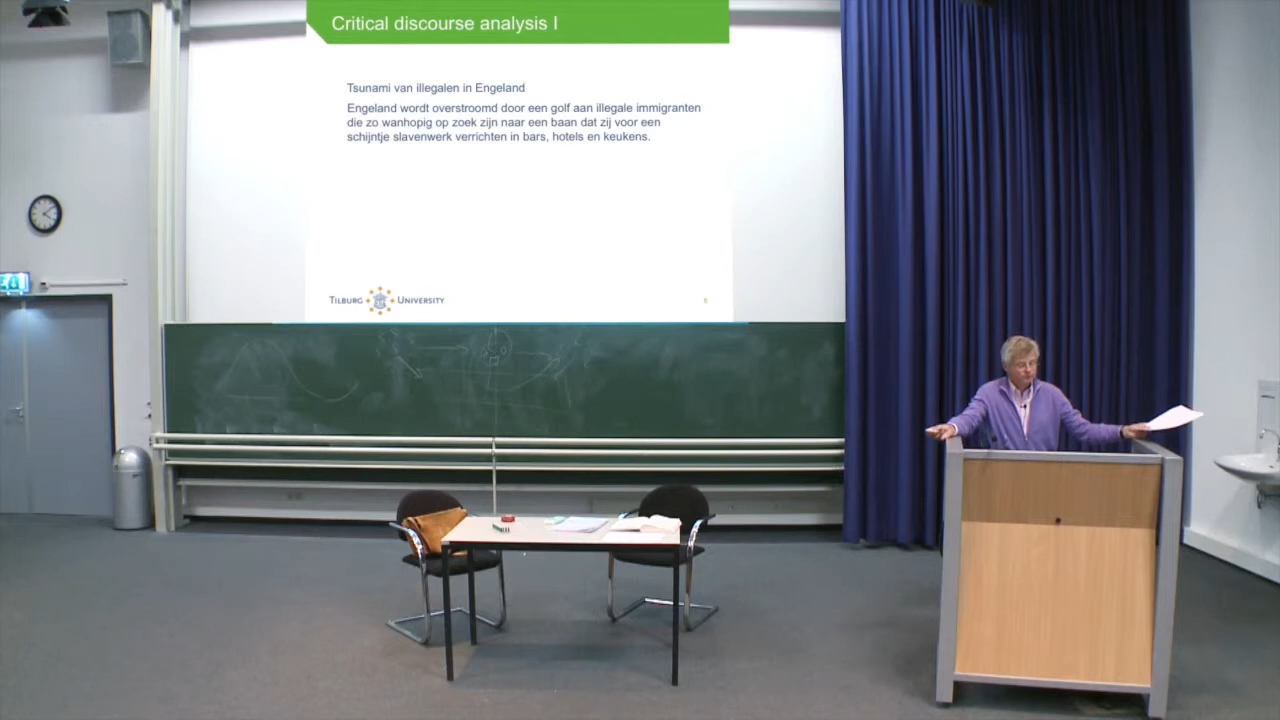 Critical discourse analysis I
Tsunami van illegalen in Engeland
Engeland wordt overstroomd door een golf aan illegale immigranten
die zo wanhopig op zoek zijn naar een baan dat zij voor een
schijntje slavenwerk verrichten in bars, hotels en keukens.
TILBURG UNIVERSITY